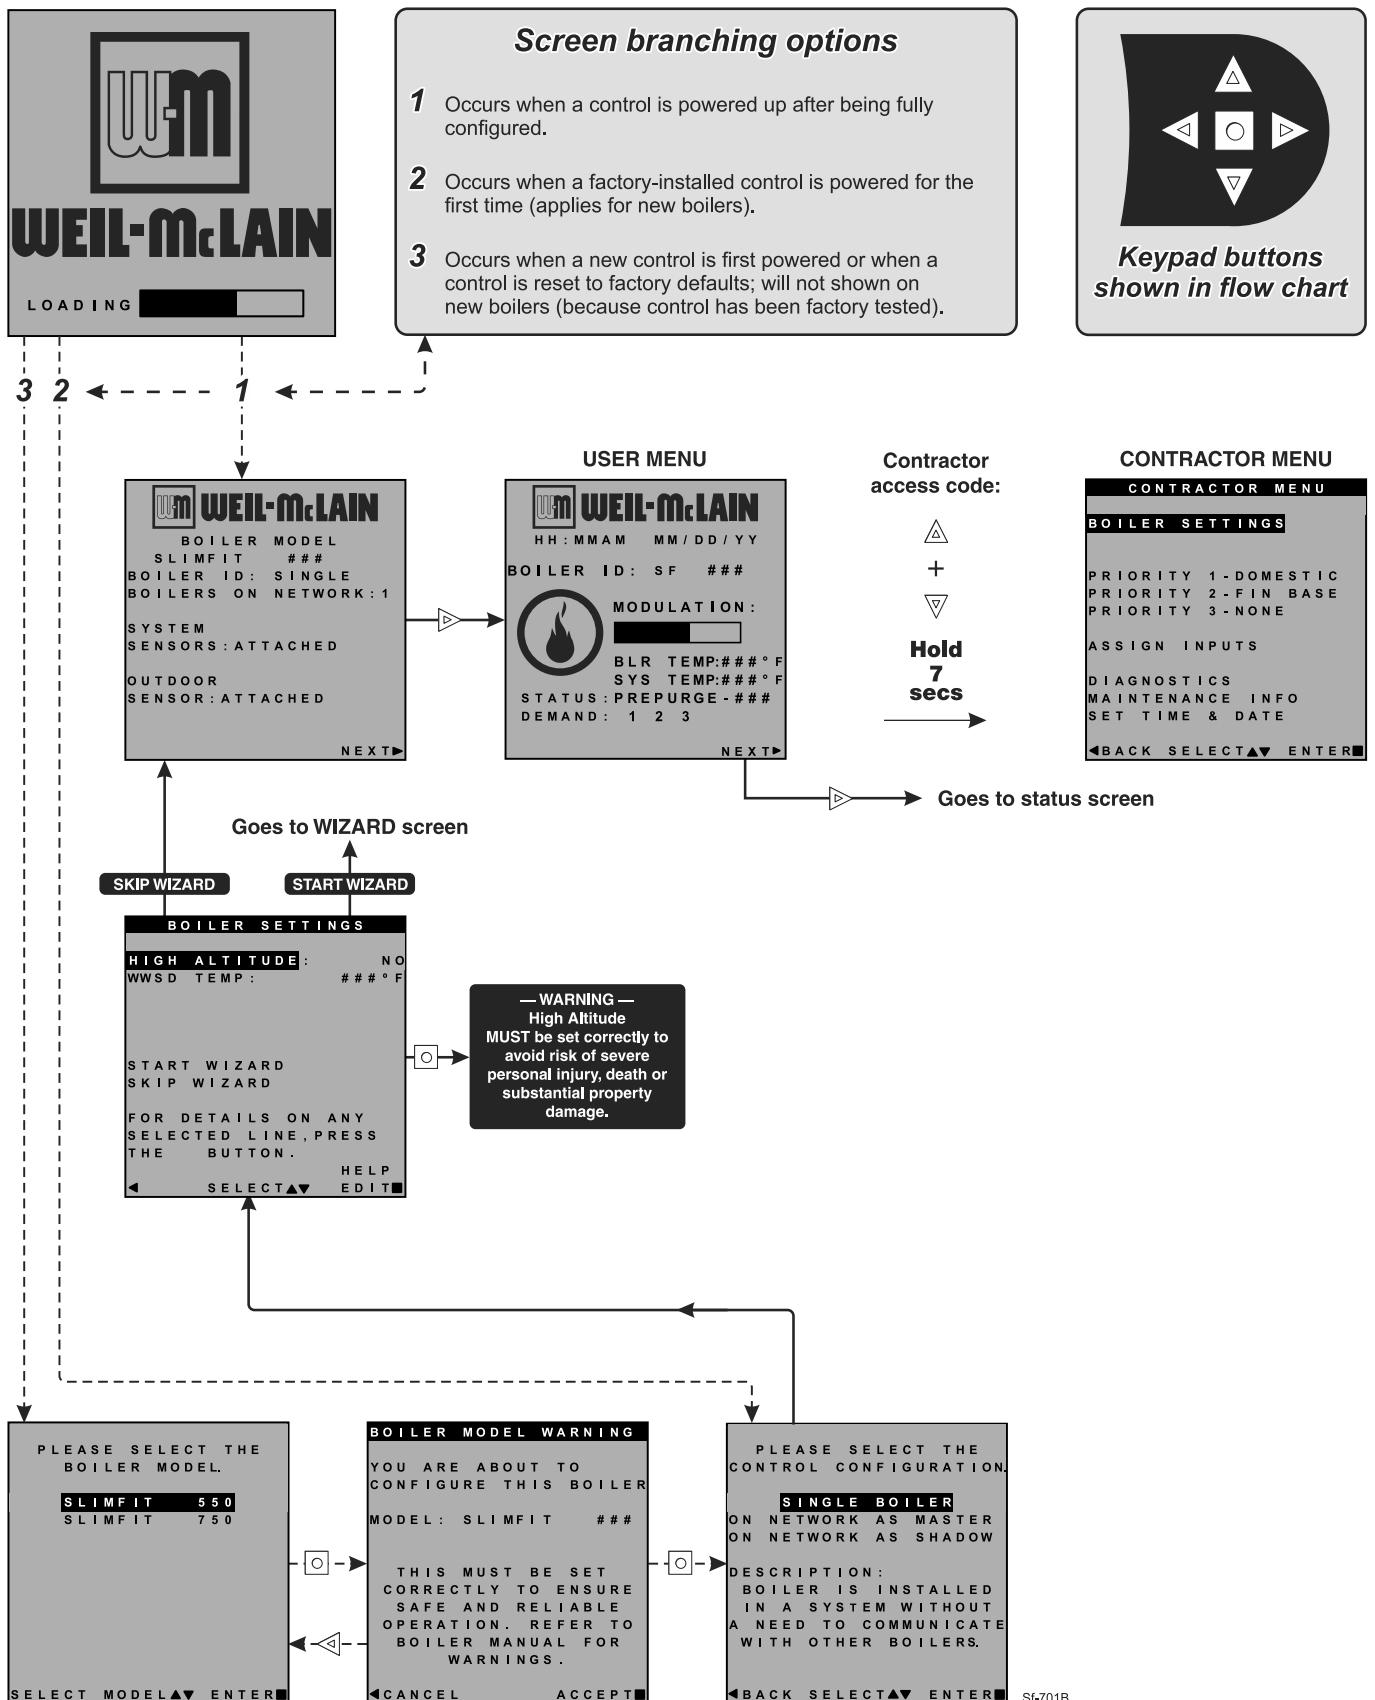 WM
WEIL-McLAIN
LOADING
Screen branching options
1 Occurs when a control is powered up after being fully
configured.
2 Occurs when a factory-installed control is powered for the
first time (applies for new boilers).
3 Occurs when a new control is first powered or when a
control is reset to factory defaults; will not shown on
new boilers (because control has been factory tested).
Keypad buttons
shown in flow chart
3 2 1
WM WEIL-McLAIN
BOILER MODEL
SLIMFIT ###
BOILER ID: SINGLE
BOILERS ON NETWORK:1
SYSTEM
SENSORS:ATTACHED
OUTDOOR
SENSOR:ATTACHED
NEXT▶
USER MENU
WM WEIL-McLAIN
HH:MMAM MM/DD/YY
BOILER ID: SF ###
MODULATION:
BLR TEMP:###°F
SYS TEMP:###°F
STATUS:PREPURGE-###
DEMAND: 1 2 3
NEXT▶
Contractor
access code:
+
Hold
7
secs
CONTRACTOR MENU
CONTRACTOR MENU
BOILER SETTINGS
PRIORITY 1-DOMESTIC
PRIORITY 2-FIN BASE
PRIORITY 3-NONE
ASSIGN INPUTS
DIAGNOSTICS
MAINTENANCE INFO
SET TIME & DATE
◀BACK SELECT▲▼ ENTER■
Goes to status screen
Goes to WIZARD screen
SKIP WIZARD
START WIZARD
BOILER SETTINGS
HIGH ALTITUDE: NO
WWSD TEMP: ###°F
START WIZARD
SKIP WIZARD
FOR DETAILS ON ANY
SELECTED LINE,PRESS
THE BUTTON.
HELP
◀ SELECT▲▼ EDIT■
— WARNING —
High Altitude
MUST be set correctly to
avoid risk of severe
personal injury, death or
substantial property
damage.
PLEASE SELECT THE
BOILER MODEL.
SLIMFIT 550
SLIMFIT 750
SELECT MODEL▲▼ ENTER■
BOILER MODEL WARNING
YOU ARE ABOUT TO
CONFIGURE THIS BOILER
MODEL: SLIMFIT ###
THIS MUST BE SET
CORRECTLY TO ENSURE
SAFE AND RELIABLE
OPERATION. REFER TO
BOILER MANUAL FOR
WARNINGS.
◀CANCEL ACCEPT■
PLEASE SELECT THE
CONTROL CONFIGURATION.
SINGLE BOILER
ON NETWORK AS MASTER
ON NETWORK AS SHADOW
DESCRIPTION:
BOILER IS INSTALLED
IN A SYSTEM WITHOUT
A NEED TO COMMUNICATE
WITH OTHER BOILERS.
◀BACK SELECT▲▼ ENTER■
Sf-701B